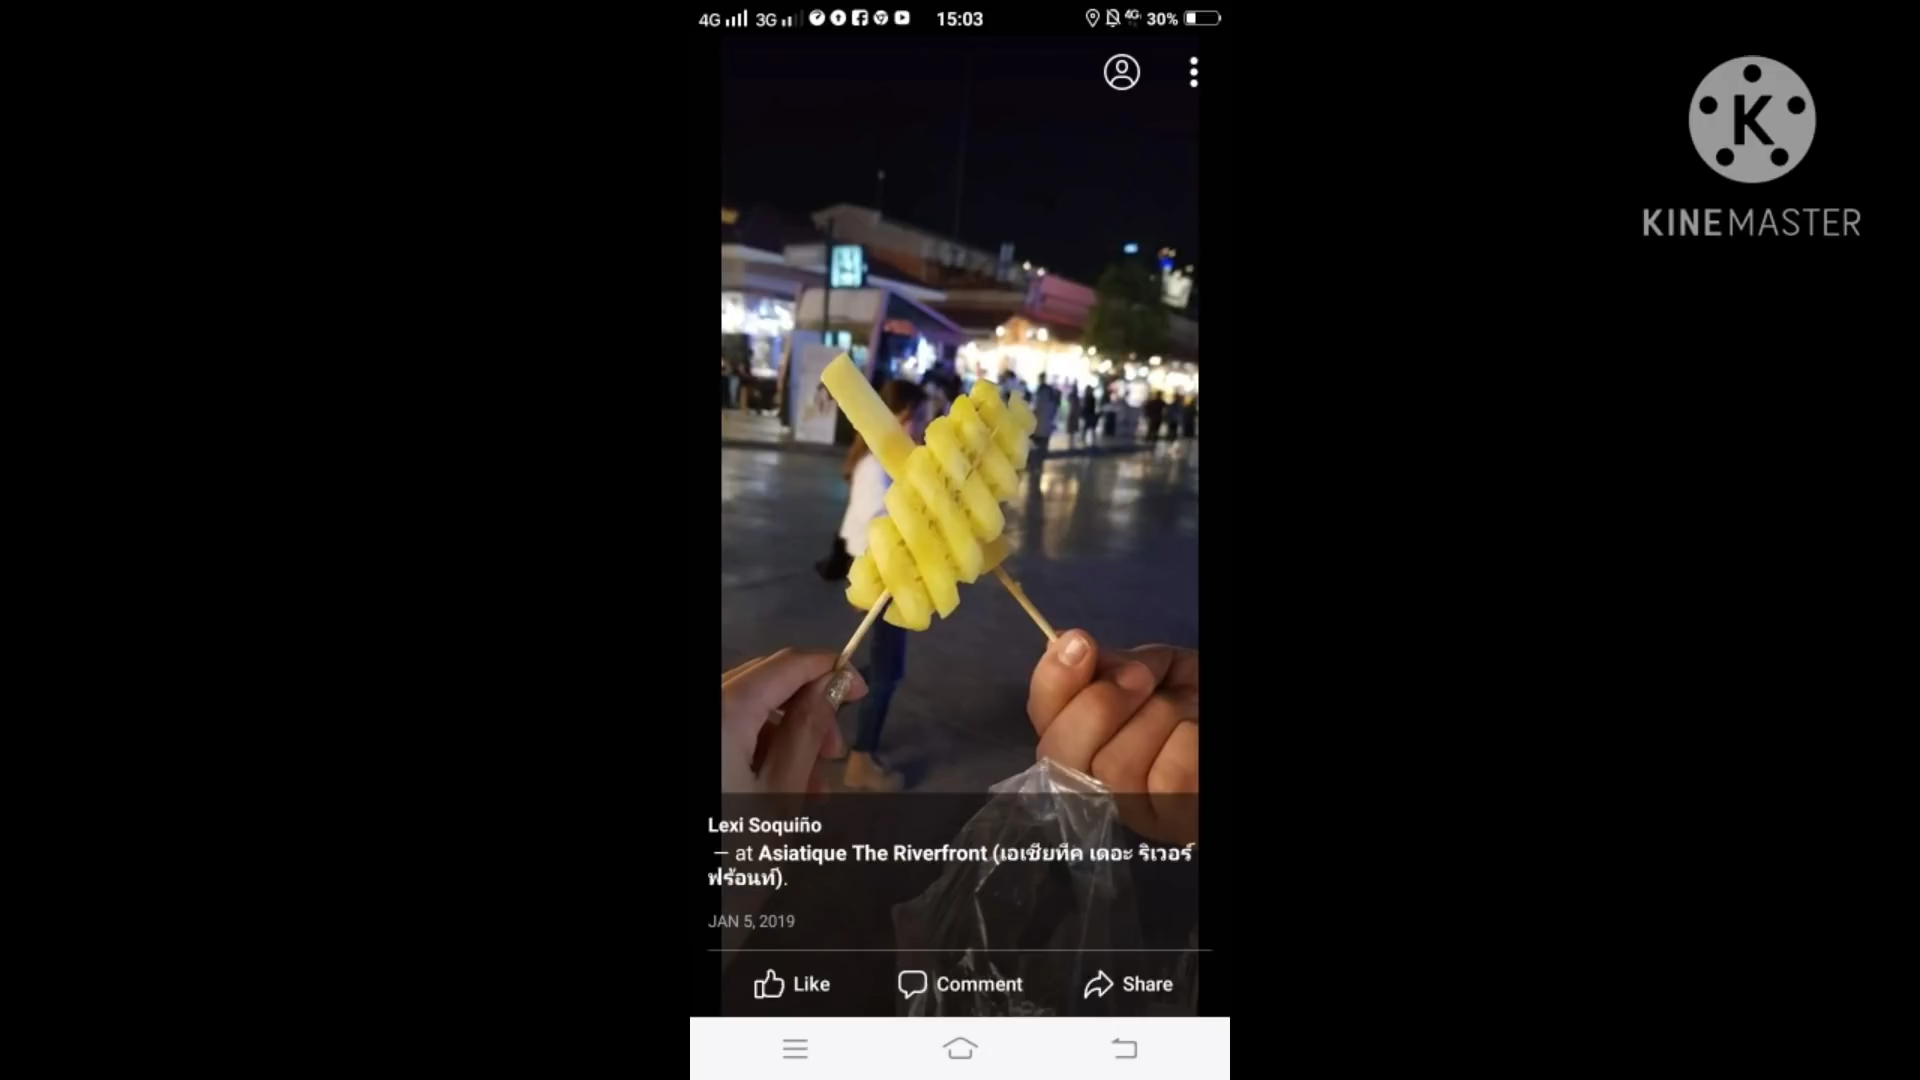 4G 3G 15:03 4G 30%
K
KINEMASTER
Lexi Soquiño
— at Asiatique The Riverfront (เอเชียทีค เดอะ ริเวอร์
ฟร้อนท์).
JAN 5, 2019
Like Comment Share